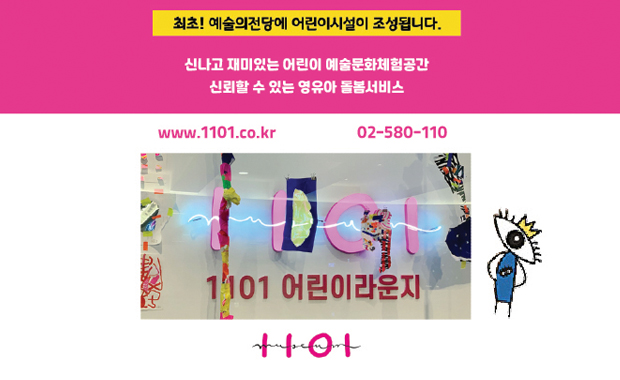 최초! 예술의전당에 어린이시설이 조성됩니다.
신나고 재미있는 어린이 예술문화체험공간
신뢰할 수 있는 영유아 돌봄서비스
www.1101.co.kr
02-580-110
1101
museum
1101 어린이라운지
1101
museum